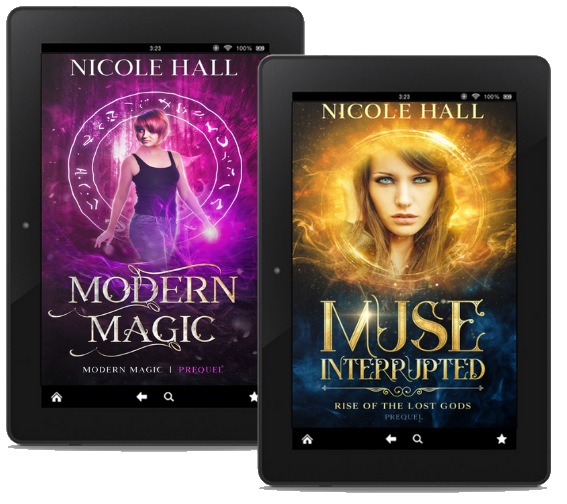 3:23
100%
NICOLE HALL
MODERN
MAGIC
MODERN MAGIC | PREQUEL
3:23
100%
NICOLE HALL
MUSE
INTERRUPTED
RISE OF THE LOST GODS
PREQUEL